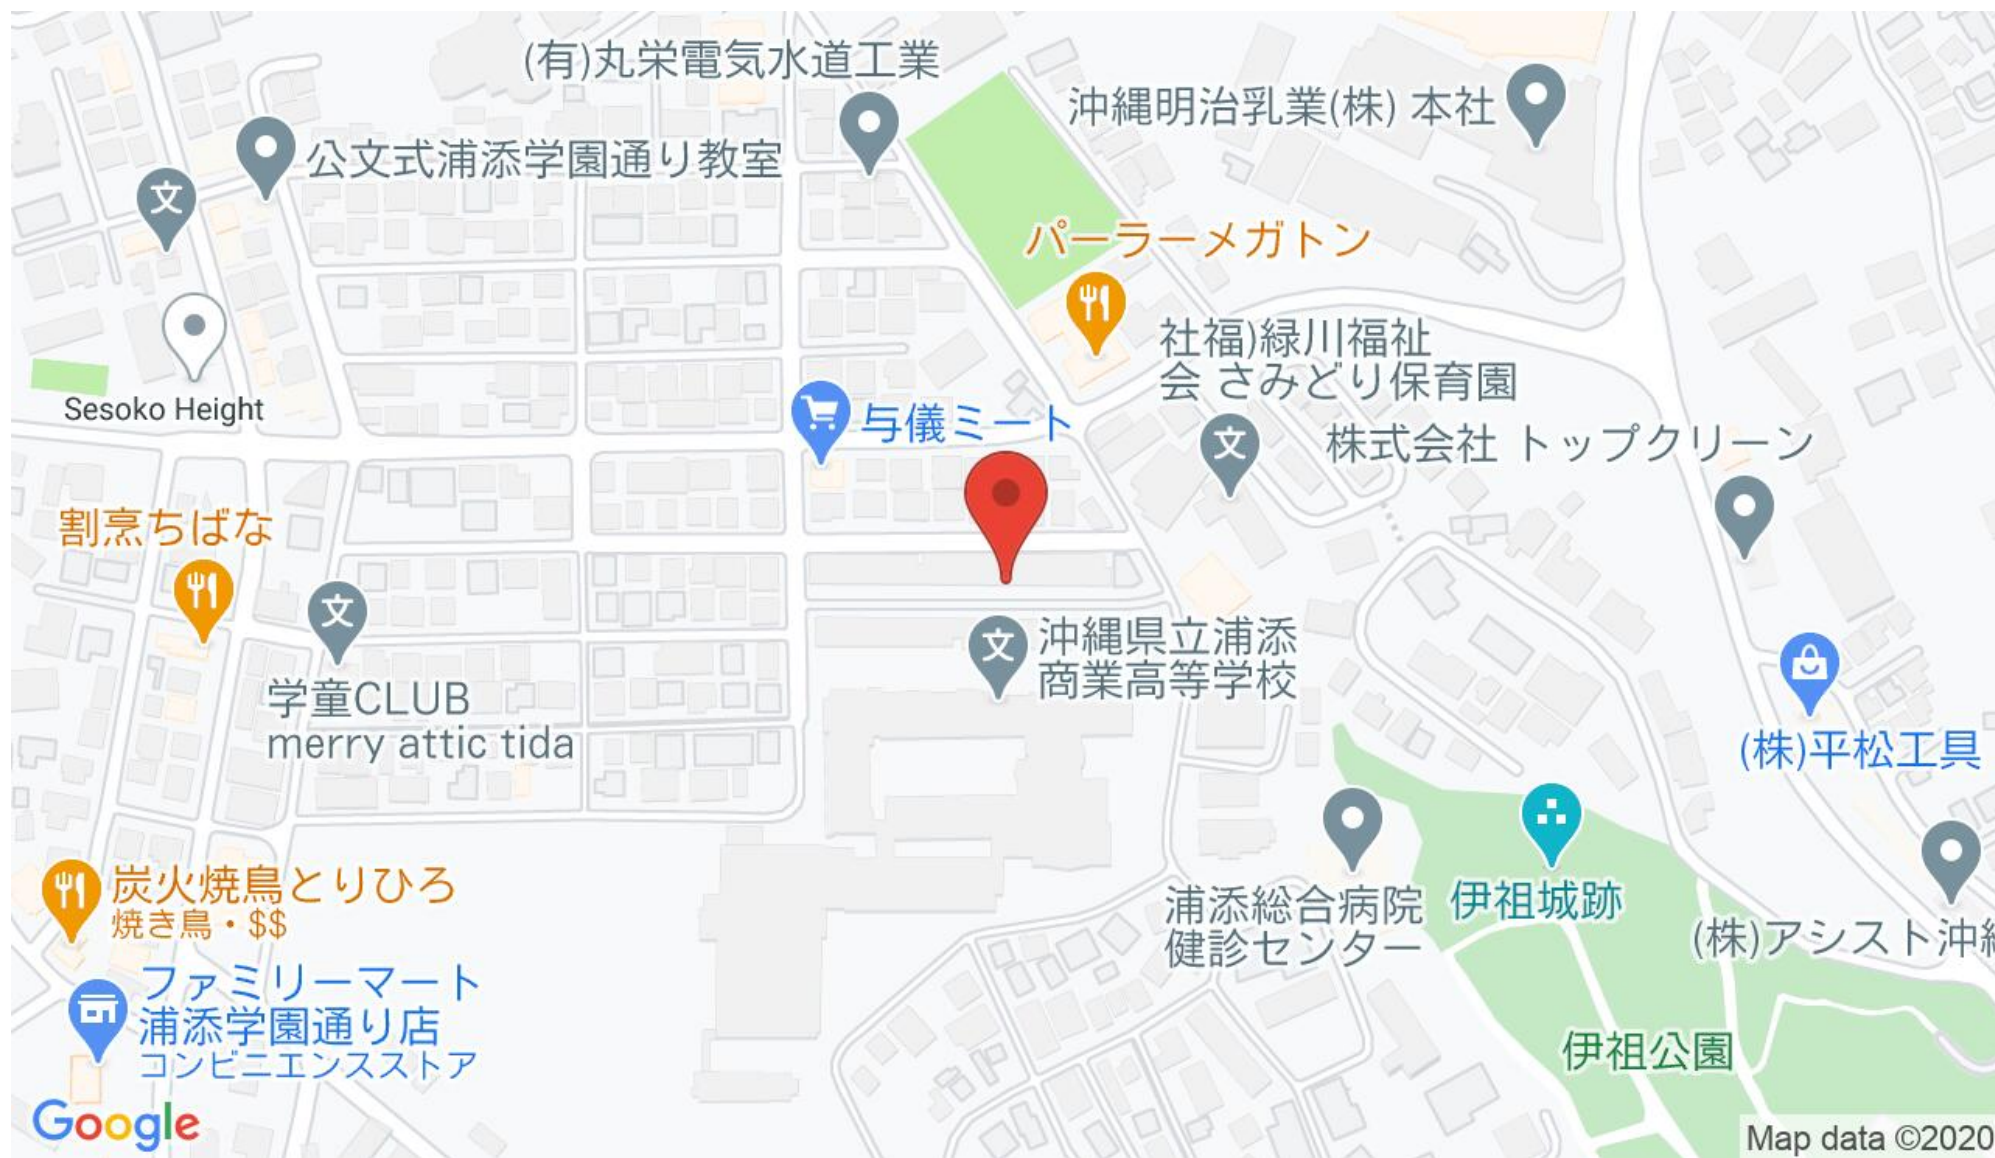 (有)丸栄電気水道工業
沖縄明治乳業(株) 本社
公文式浦添学園通り教室
文
パーラーメガトン
社福)緑川福祉
会 さみどり保育園
Sesoko Height
与儀ミート
文
株式会社 トップクリーン
割烹ちばな
文
学童CLUB
merry attic tida
文
沖縄県立浦添
商業高等学校
(株)平松工具
炭火焼鳥とりひろ
焼き鳥・$$
浦添総合病院
健診センター
伊祖城跡
(株)アシスト沖縄
ファミリーマート
浦添学園通り店
コンビニエンスストア
伊祖公園
Google
Map data ©2020